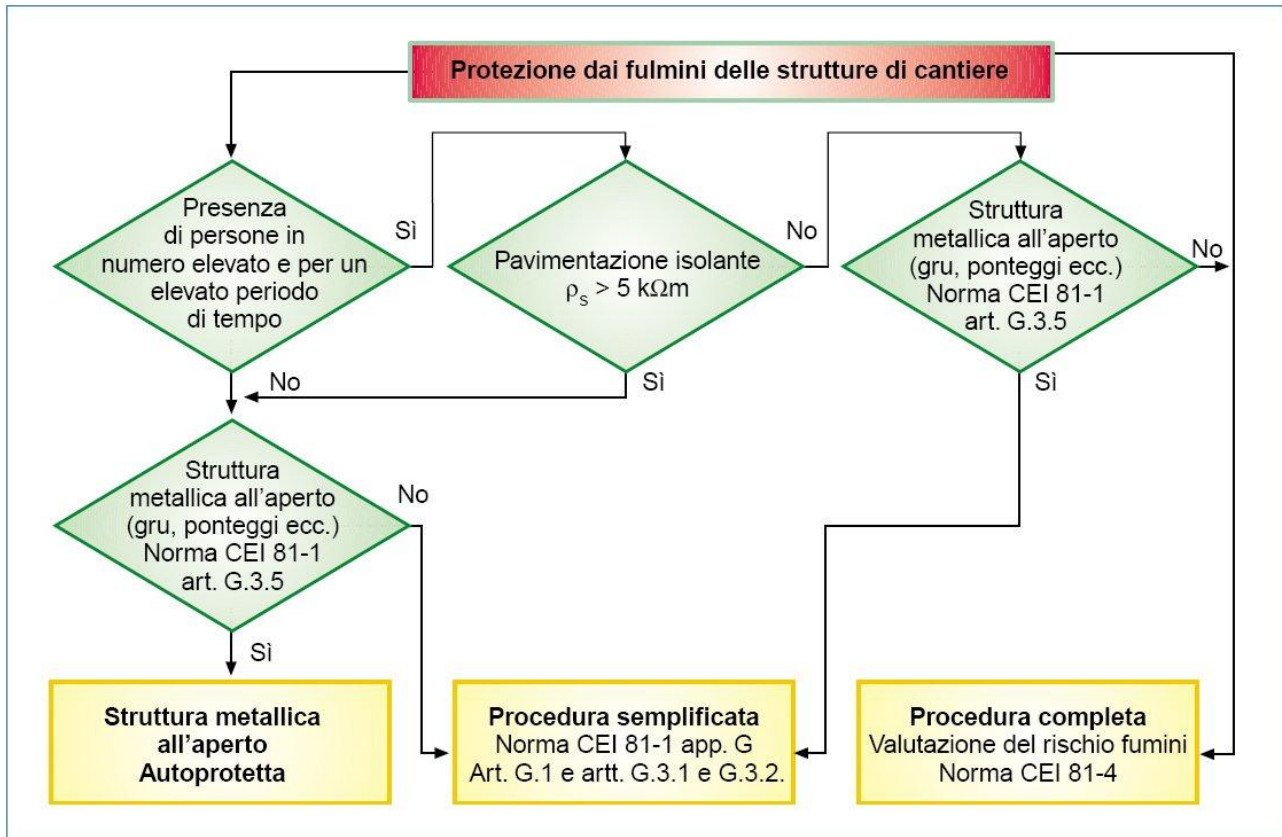 Protezione dai fulmini delle strutture di cantiere
Presenza
di persone in
numero elevato e per un
elevato periodo
di tempo
Sì
No
Pavimentazione isolante
ρs > 5 kΩm
No
Sì
Struttura
metallica all’aperto
(gru, ponteggi ecc.)
Norma CEI 81-1
art. G.3.5
No
Sì
Struttura
metallica all’aperto
(gru, ponteggi ecc.)
Norma CEI 81-1
art. G.3.5
No
Sì
Struttura metallica
all’aperto
Autoprotetta
Procedura semplificata
Norma CEI 81-1 app. G
Art. G.1 e artt. G.3.1 e G.3.2.
Procedura completa
Valutazione del rischio fumini
Norma CEI 81-4